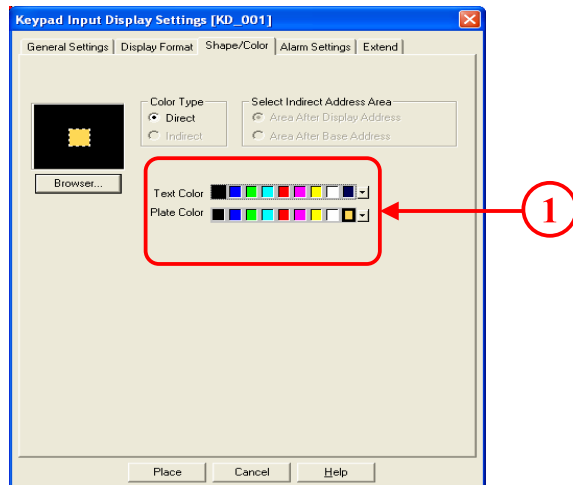 Keypad Input Display Settings [KD_001]
General Settings Display Format Shape/Color Alarm Settings Extend
Color Type Select Indirect Address Area
Direct Area After Display Address
Indirect Area After Base Address
Browser...
Text Color
Plate Color
1
Place Cancel Help